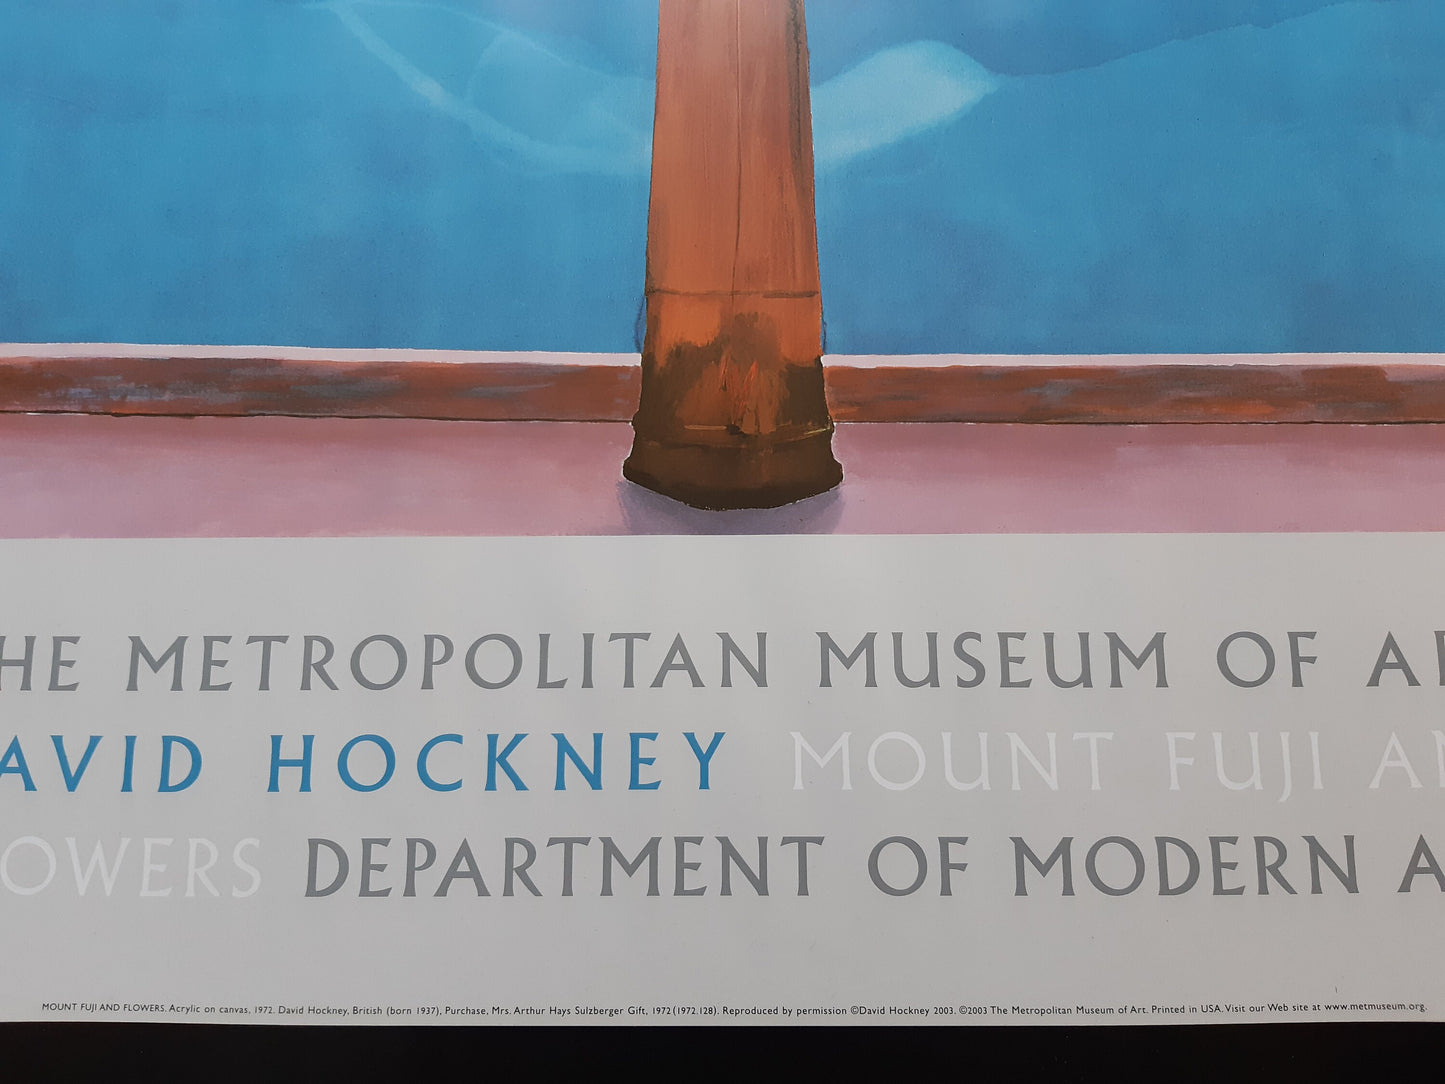 HE METROPOLITAN MUSEUM OF A
AVID HOCKNEY MOUNT FUJI AN
OWERS DEPARTMENT OF MODERN A
MOUNT FUJI AND FLOWERS. Acrylic on canvas, 1972. David Hockney, British (born 1937), Purchase, Mrs. Arthur Hays Sulzberger Gift, 1972 (1972.128). Reproduced by permission ©David Hockney 2003. ©2003 The Metropolitan Museum of Art. Printed in USA. Visit our Web site at www.metmuseum.org.